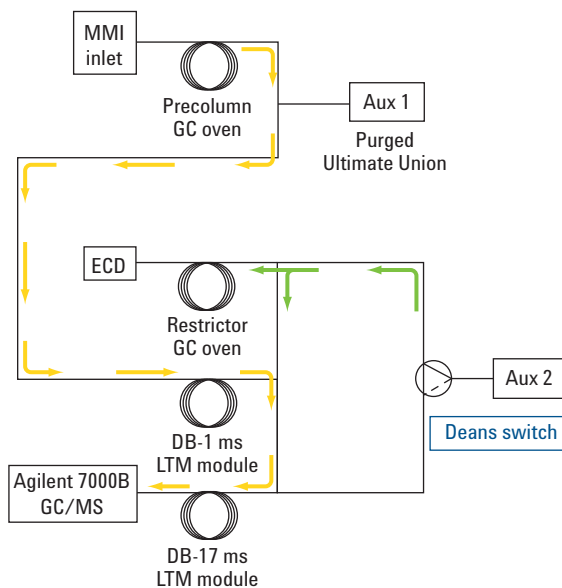 MMI
inlet
Precolumn
GC oven
Aux 1
Purged
Ultimate Union
ECD
Restrictor
GC oven
Aux 2
Deans switch
DB-1 ms
LTM module
Agilent 7000B
GC/MS
DB-17 ms
LTM module